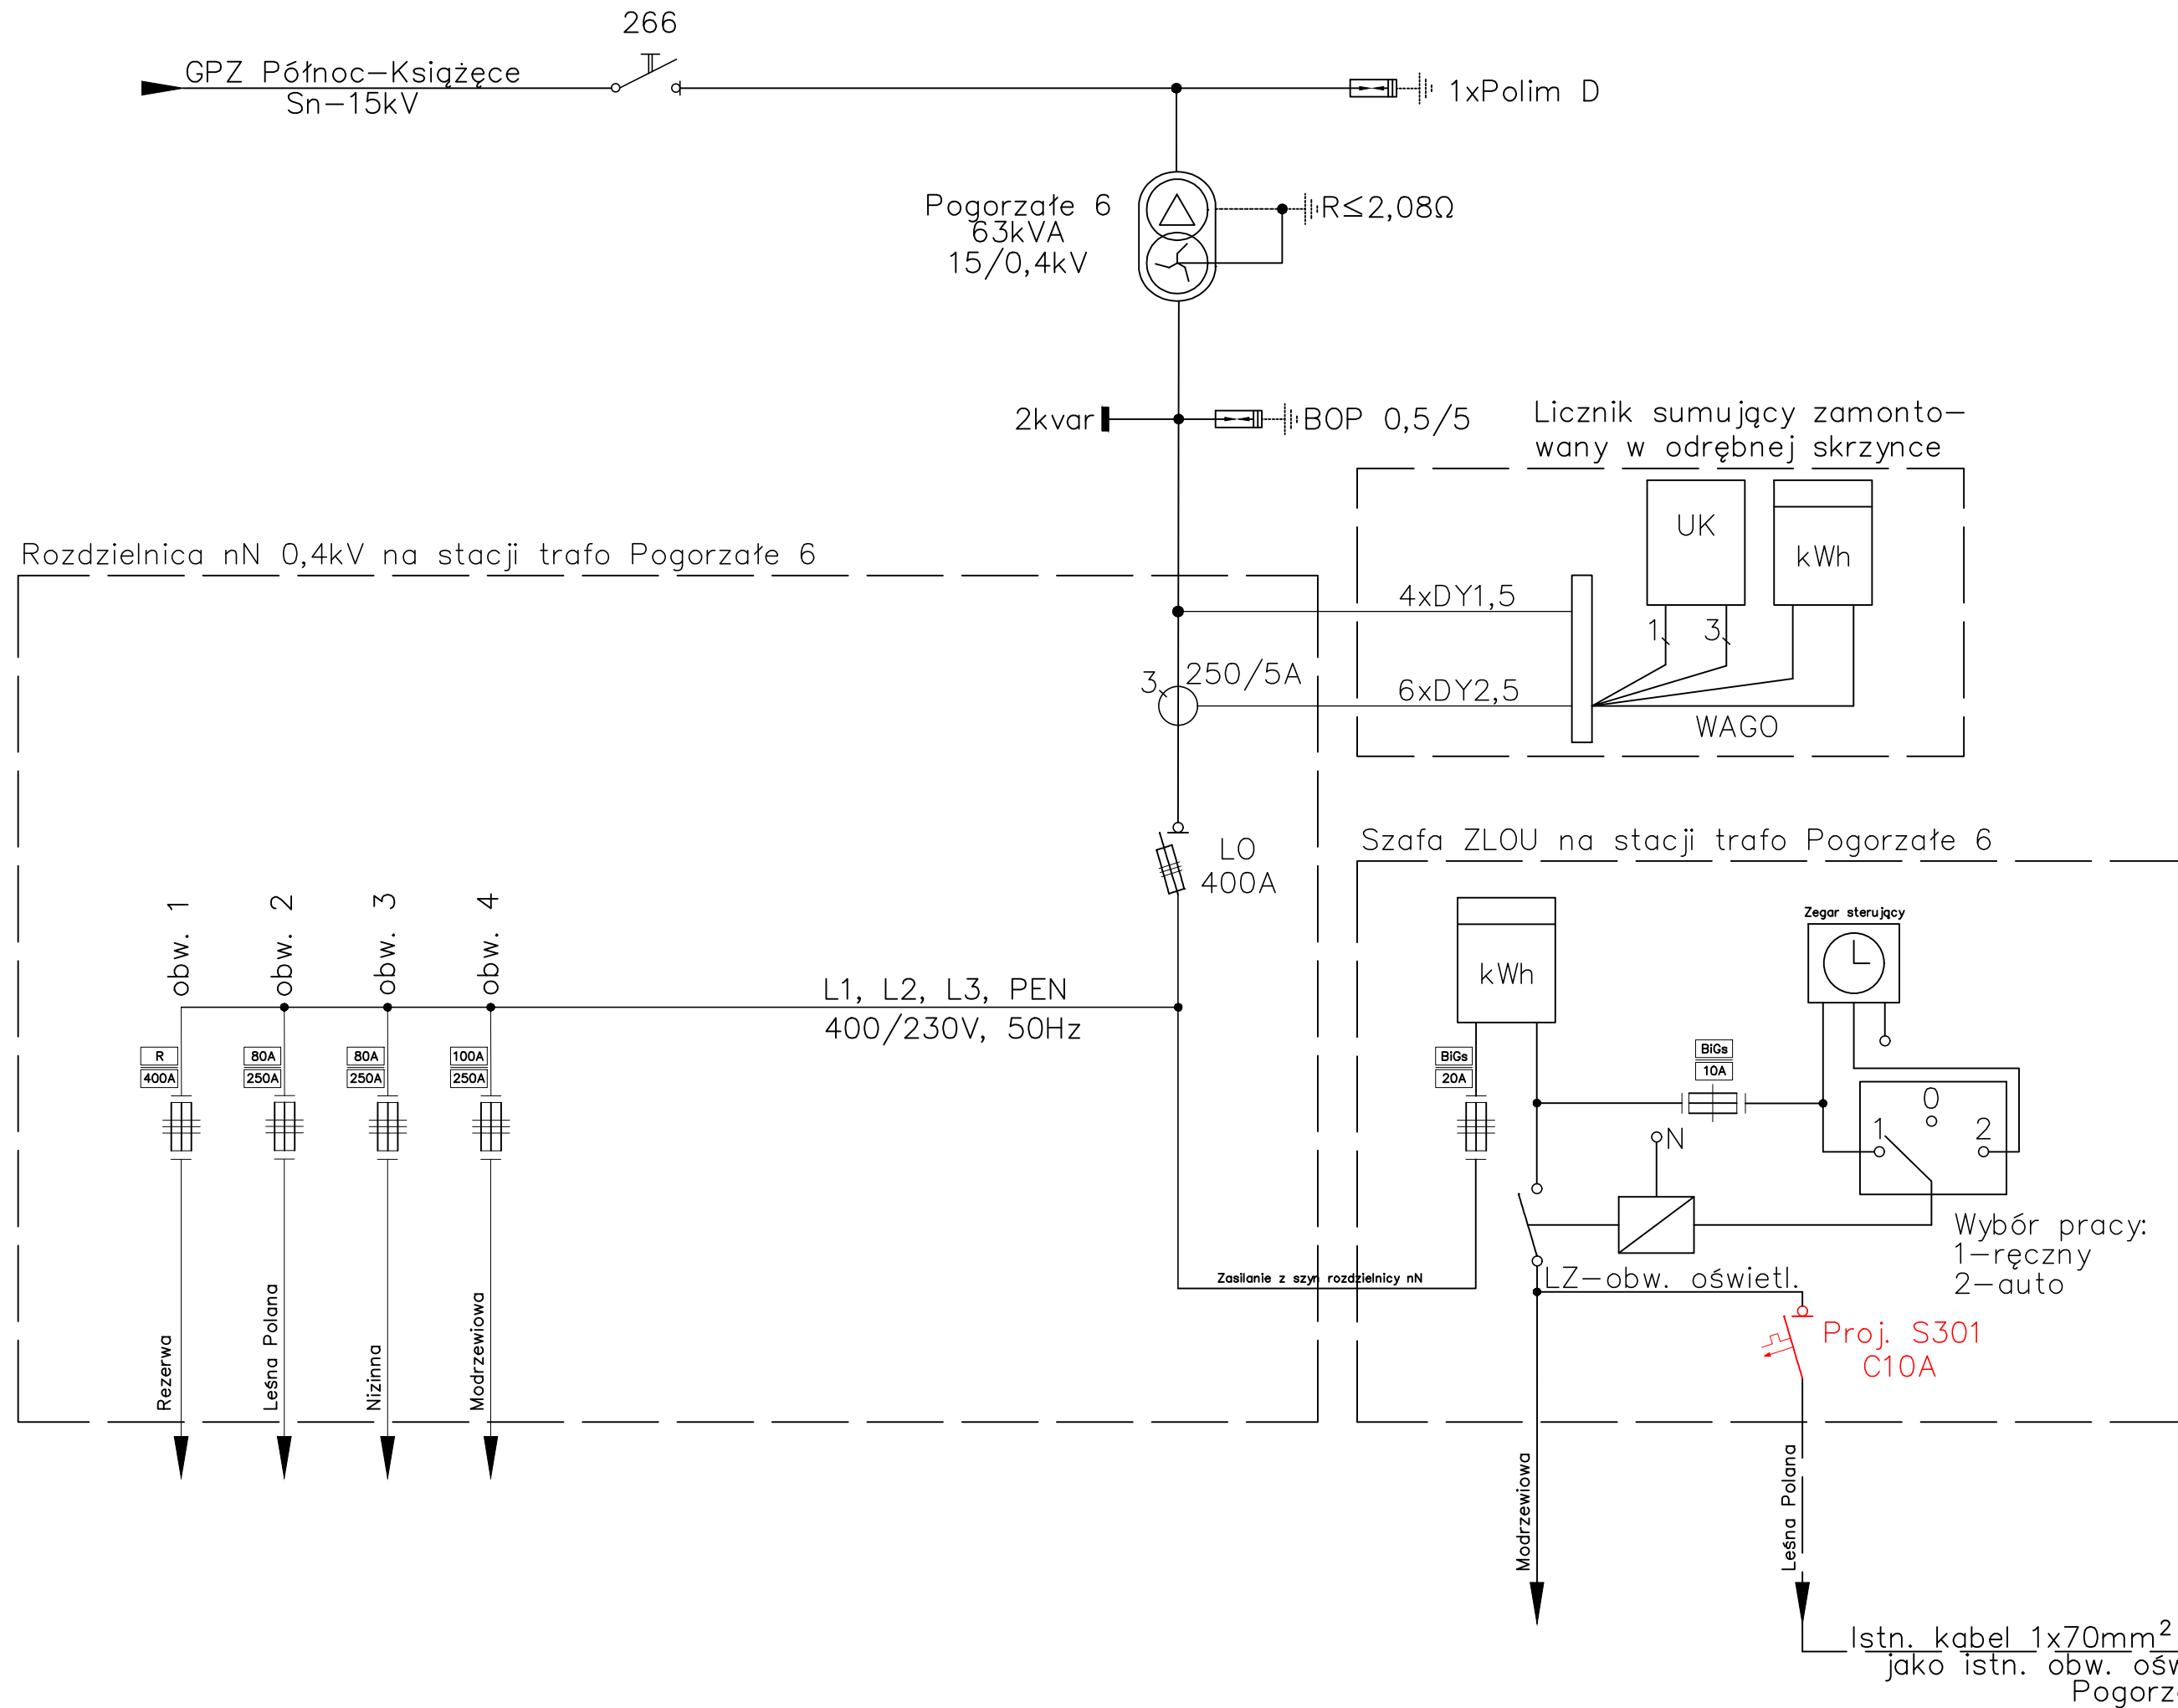 266
GPZ Północ-Książęce
Sn-15kV
1xPolim D
Pogorzałe 6
63kVA
15/0,4kV
R≤2,08Ω
2kvar
BOP 0,5/5
Licznik sumujący zamonto-
wany w odrębnej skrzynce
UK
kWh
1
3
4xDY1,5
6xDY2,5
WAGO
Rozdzielnica nN 0,4kV na stacji trafo Pogorzałe 6
3
250/5A
LO
400A
obw. 1
obw. 2
obw. 3
obw. 4
L1, L2, L3, PEN
400/230V, 50Hz
R
400A
80A
250A
80A
250A
100A
250A
Rezerwa
Leśna Polana
Nizinna
Modrzewiowa
Szafa ZLOU na stacji trafo Pogorzałe 6
kWh
Zegar sterujący
BiGs
20A
BiGs
10A
N
0
1
2
Wybór pracy:
1-ręczny
2-auto
Zasilanie z szyn rozdzielnicy nN
LZ-obw. oświetl.
Proj. S301
C10A
Modrzewiowa
Leśna Polana
Istn. kabel 1x70mm²
jako istn. obw.